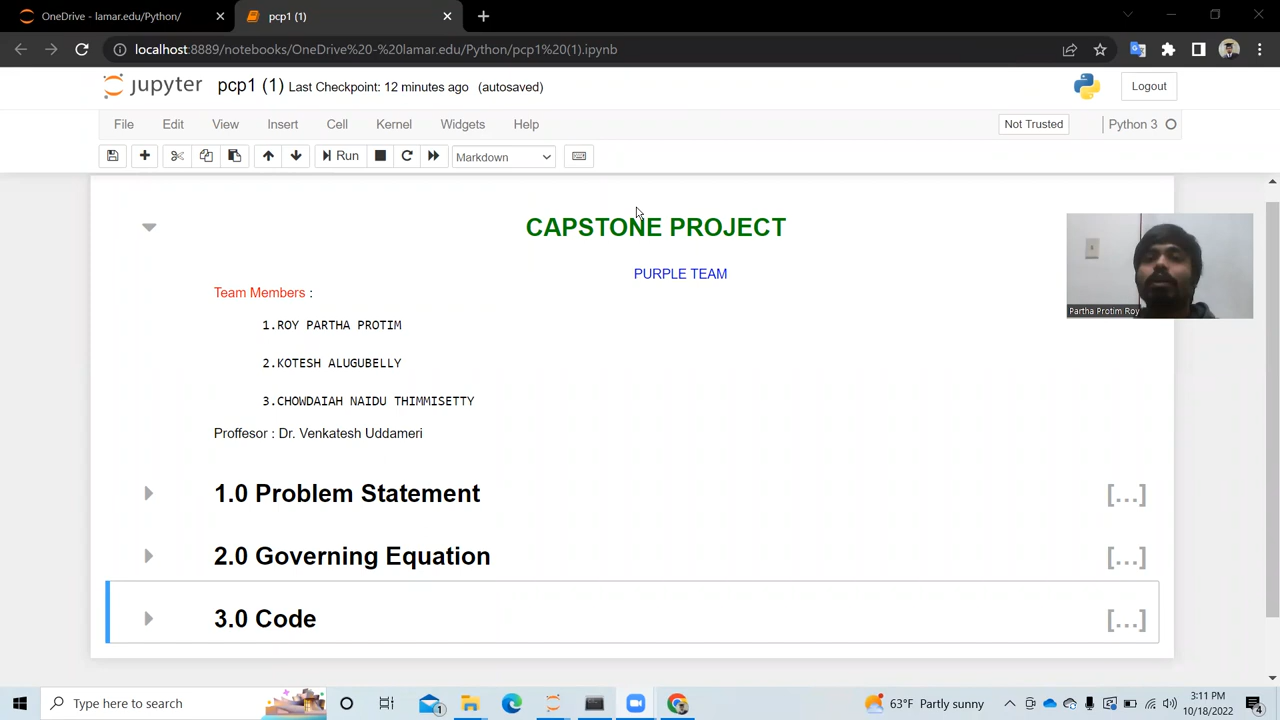 OneDrive - lamar.edu/Python/
pcp1 (1)
localhost:8889/notebooks/OneDrive%20-%20lamar.edu/Python/pcp1%20(1).ipynb
jupyter pcp1 (1) Last Checkpoint: 12 minutes ago (autosaved)
Logout
File Edit View Insert Cell Kernel Widgets Help
Not Trusted
Python 3
Run
Markdown
CAPSTONE PROJECT
PURPLE TEAM
Team Members :
1.ROY PARTHA PROTIM
2.KOTESH ALUGUBELLY
3.CHOWDAIAH NAIDU THIMMISETTY
Proffesor : Dr. Venkatesh Uddameri
Partha Protim Roy
1.0 Problem Statement
[...]
2.0 Governing Equation
[...]
3.0 Code
[...]
Type here to search
1
63°F Partly sunny
3:11 PM
10/18/2022
4